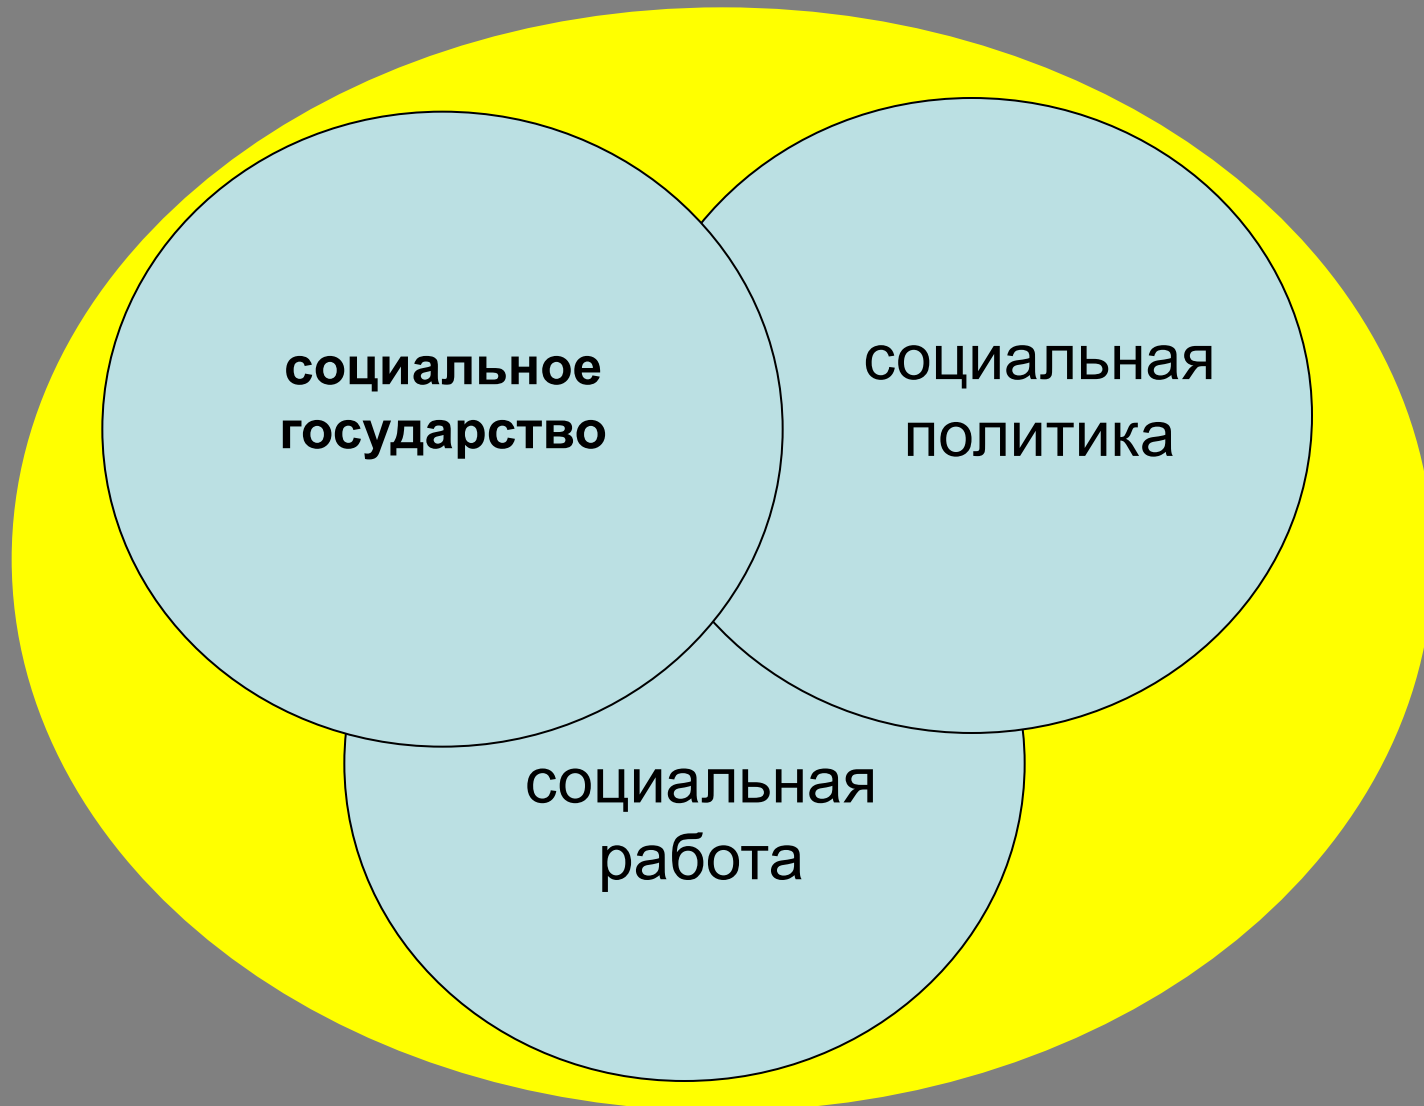 социальное
государство
социальная
политика
социальная
работа